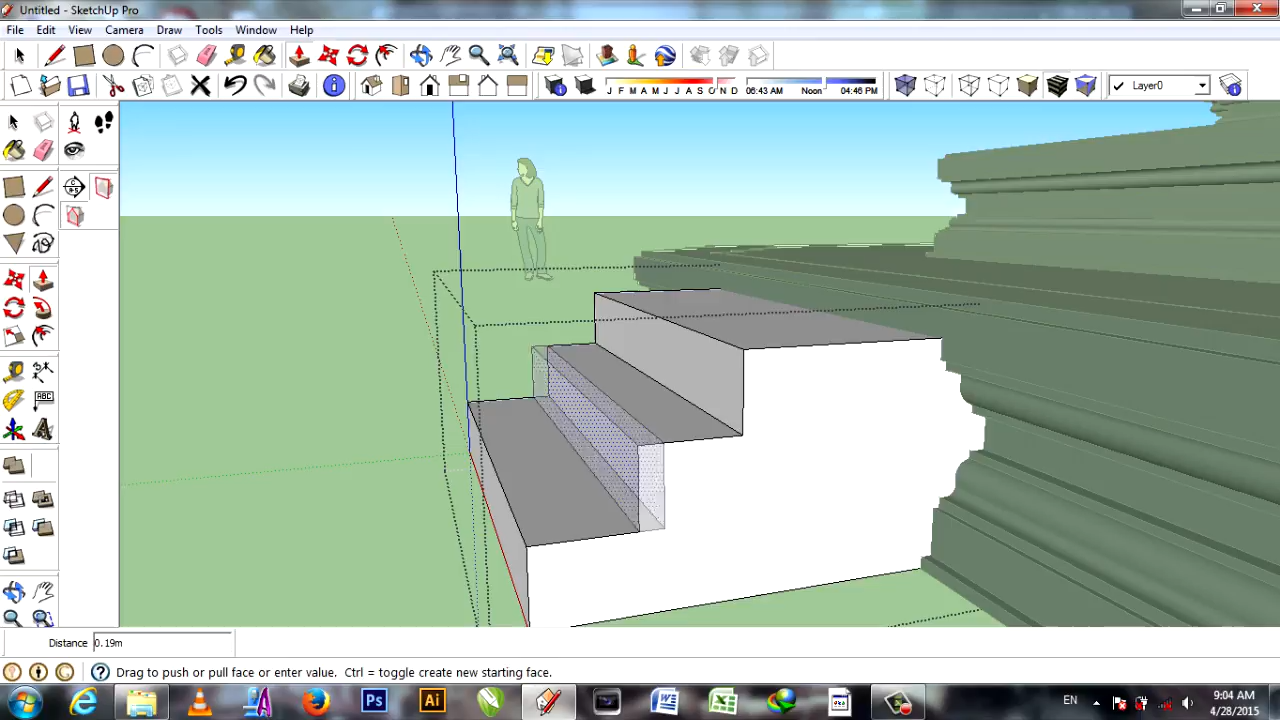 Untitled - SketchUp Pro
File Edit View Camera Draw Tools Window Help
J F M A M J J A S O N D 06:43 AM Noon 04:46 PM Layer0
ABC
Distance 0.19m
Drag to push or pull face or enter value. Ctrl = toggle create new starting face.
Ps Ai EN 9:04 AM
4/28/2015